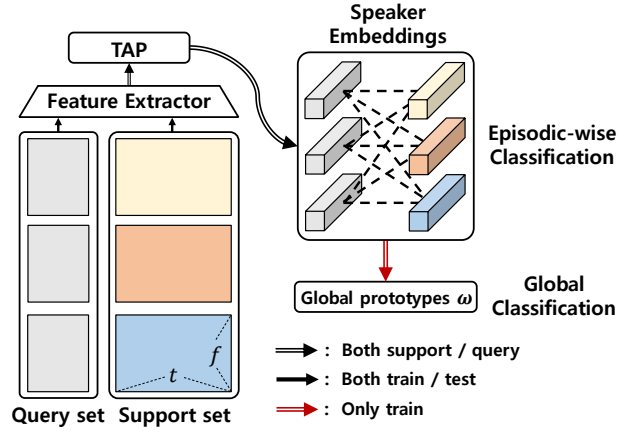 Speaker
Embeddings
TAP
Feature Extractor
Episodic-wise
Classification
Global prototypes ω
Global
Classification
f
t
Query set
Support set
: Both support / query
: Both train / test
: Only train